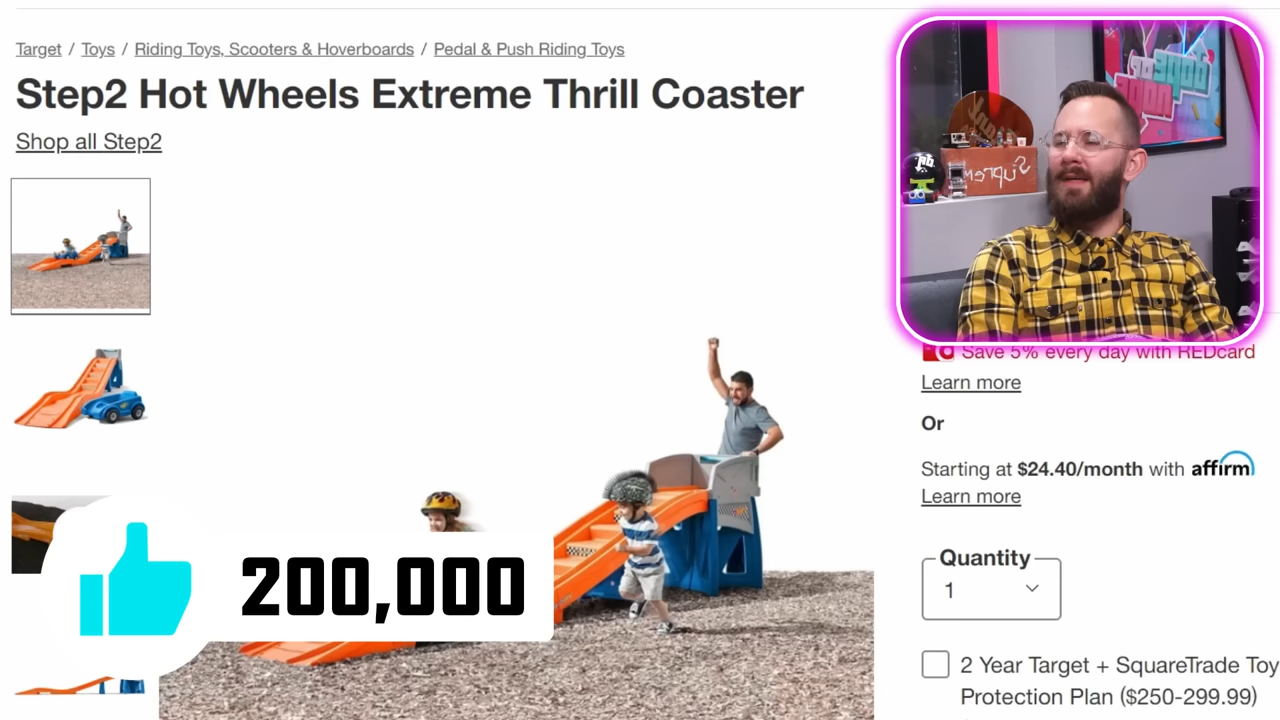 Target / Toys / Riding Toys, Scooters & Hoverboards / Pedal & Push Riding Toys
Step2 Hot Wheels Extreme Thrill Coaster
Shop all Step2
Save 5% every day with REDcard
Learn more
Or
Starting at $24.40/month with affirm
Learn more
Quantity
1
2 Year Target + SquareTrade Toy
Protection Plan ($250-299.99)
200,000